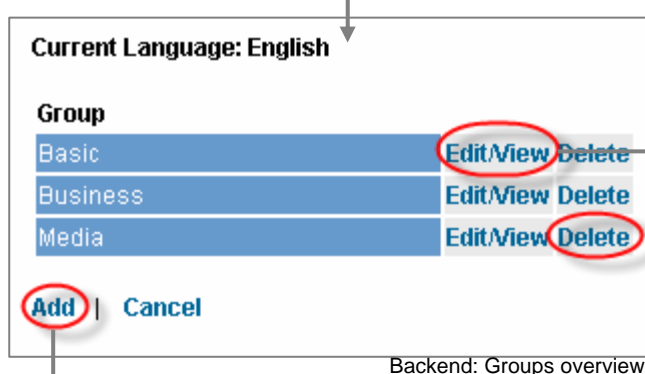 Current Language: English
Group
Basic Edit/View Delete
Business Edit/View Delete
Media Edit/View Delete
Add | Cancel
Backend: Groups overview